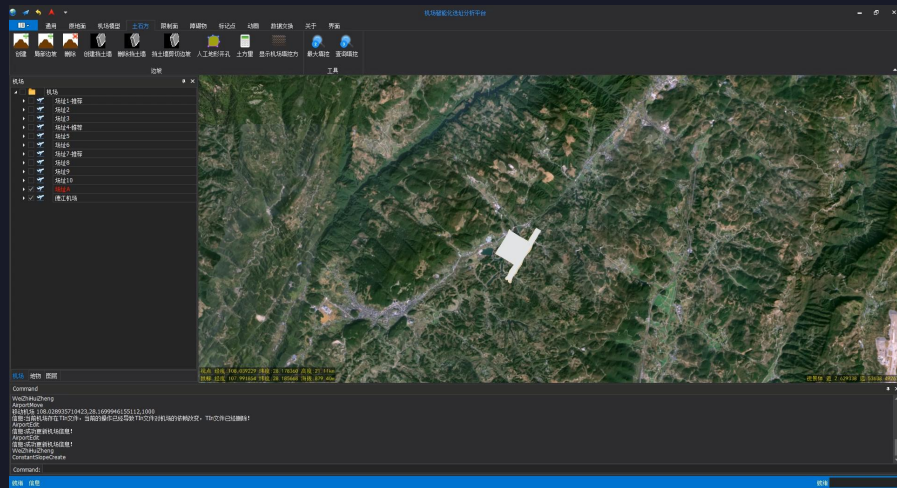 机场智能化选址分析平台
通用 原地面 机场模型 土石方 限制面 障碍物 标记点 动画 数据交换 关于 界面
创建 局部边坡 删除 创建挡土墙 删除挡土墙 挡土墙剪切边坡 人工地形开孔 土方量 显示机场填挖方 最大填挖 查询填挖
边坡 工具
机场
机场
场址1-推荐
场址2
场址3
场址4-推荐
场址5
场址6
场址7-推荐
场址8
场址9
场址10
德江机场
机场 地物 图层
Command
WeiZhiHuiZheng
AirportMove
移动机场 108.028935710423,28.1699946155112,1000
信息:当前机场存在TIn文件，当前的操作已经导致TIn文件对机场的依赖改变，TIn文件已经删除!
AirportEdit
信息:成功更新机场信息!
AirportEdit
信息:成功更新机场信息!
WeiZhiHuiZheng
ConstantSlopeCreate
Command:
就绪 信息 就绪